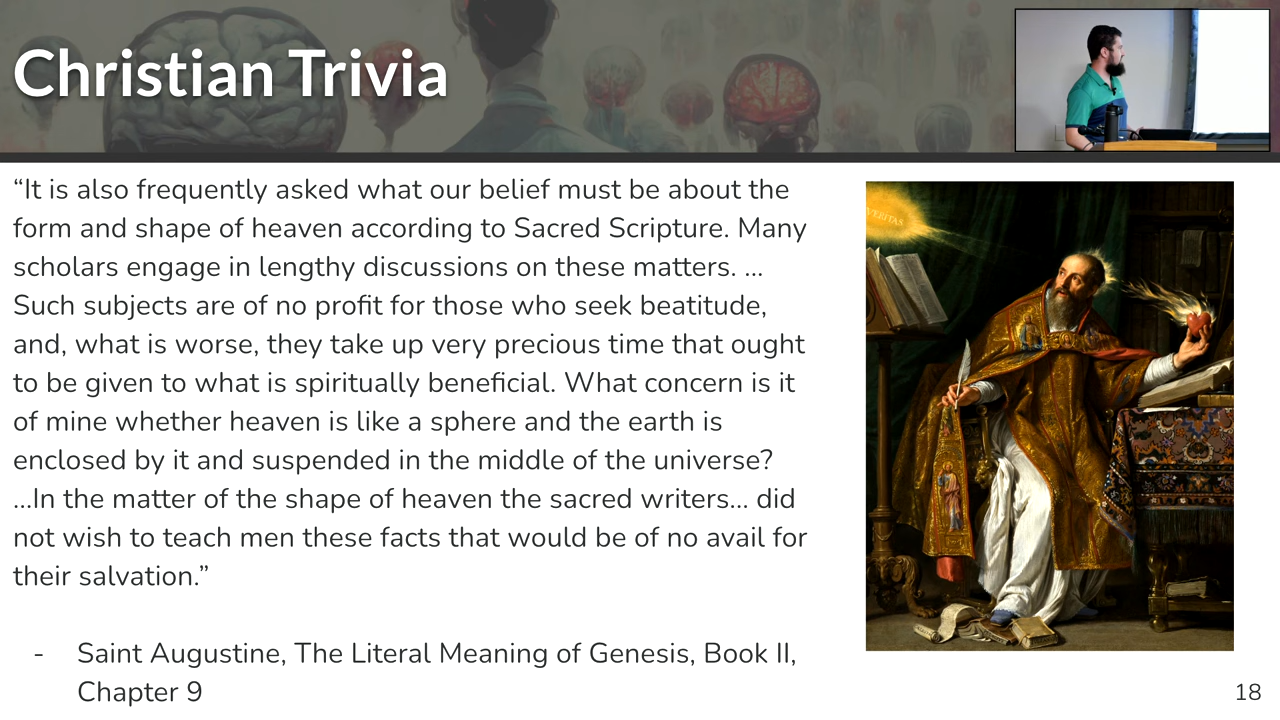 Christian Trivia
“It is also frequently asked what our belief must be about the
form and shape of heaven according to Sacred Scripture. Many
scholars engage in lengthy discussions on these matters. ...
Such subjects are of no profit for those who seek beatitude,
and, what is worse, they take up very precious time that ought
to be given to what is spiritually beneficial. What concern is it
of mine whether heaven is like a sphere and the earth is
enclosed by it and suspended in the middle of the universe?
...In the matter of the shape of heaven the sacred writers... did
not wish to teach men these facts that would be of no avail for
their salvation.”
- Saint Augustine, The Literal Meaning of Genesis, Book II,
Chapter 9
VERITAS
18